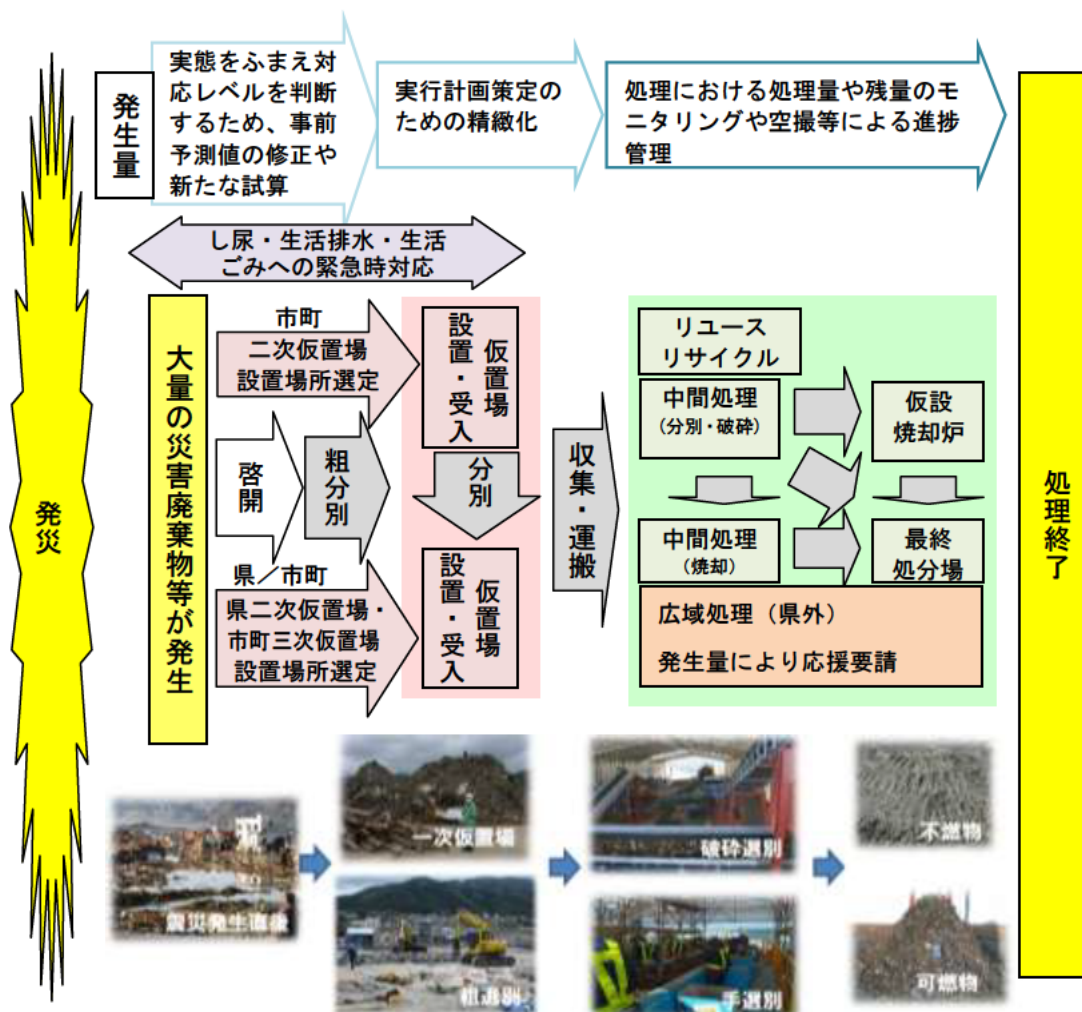 発災
発生量
実態をふまえ対
応レベルを判断
するため、事前
予測値の修正や
新たな試算
実行計画策定の
ための精緻化
処理における処理量や残量のモ
ニタリングや空撮等による進捗
管理
し尿・生活排水・生活
ごみへの緊急時対応
大量の災害廃棄物等が発生
市町
二次仮置場
設置場所選定
啓開
粗分別
県／市町
県二次仮置場・
市町三次仮置場
設置場所選定
仮置場
設置・受入
分別
仮置場
設置・受入
収集・運搬
リユース
リサイクル
中間処理
（分別・破砕）
仮設
焼却炉
中間処理
（焼却）
最終
処分場
広域処理（県外）
発生量により応援要請
処理終了
震災発生直後
一次仮置場
粗選別
破砕選別
手選別
不燃物
可燃物